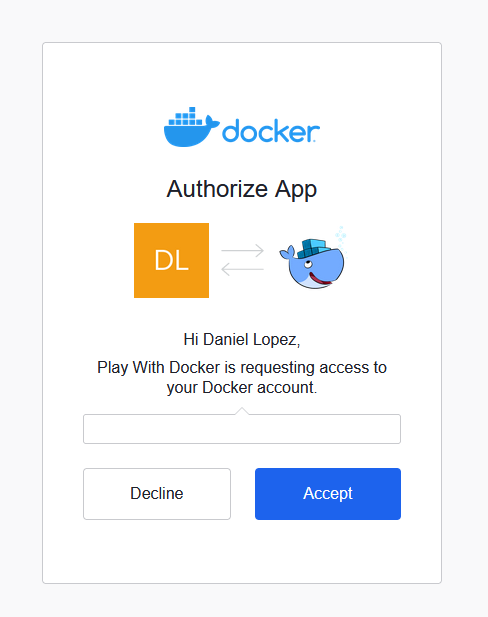 docker
Authorize App
DL
Hi Daniel Lopez,
Play With Docker is requesting access to
your Docker account.
Decline
Accept